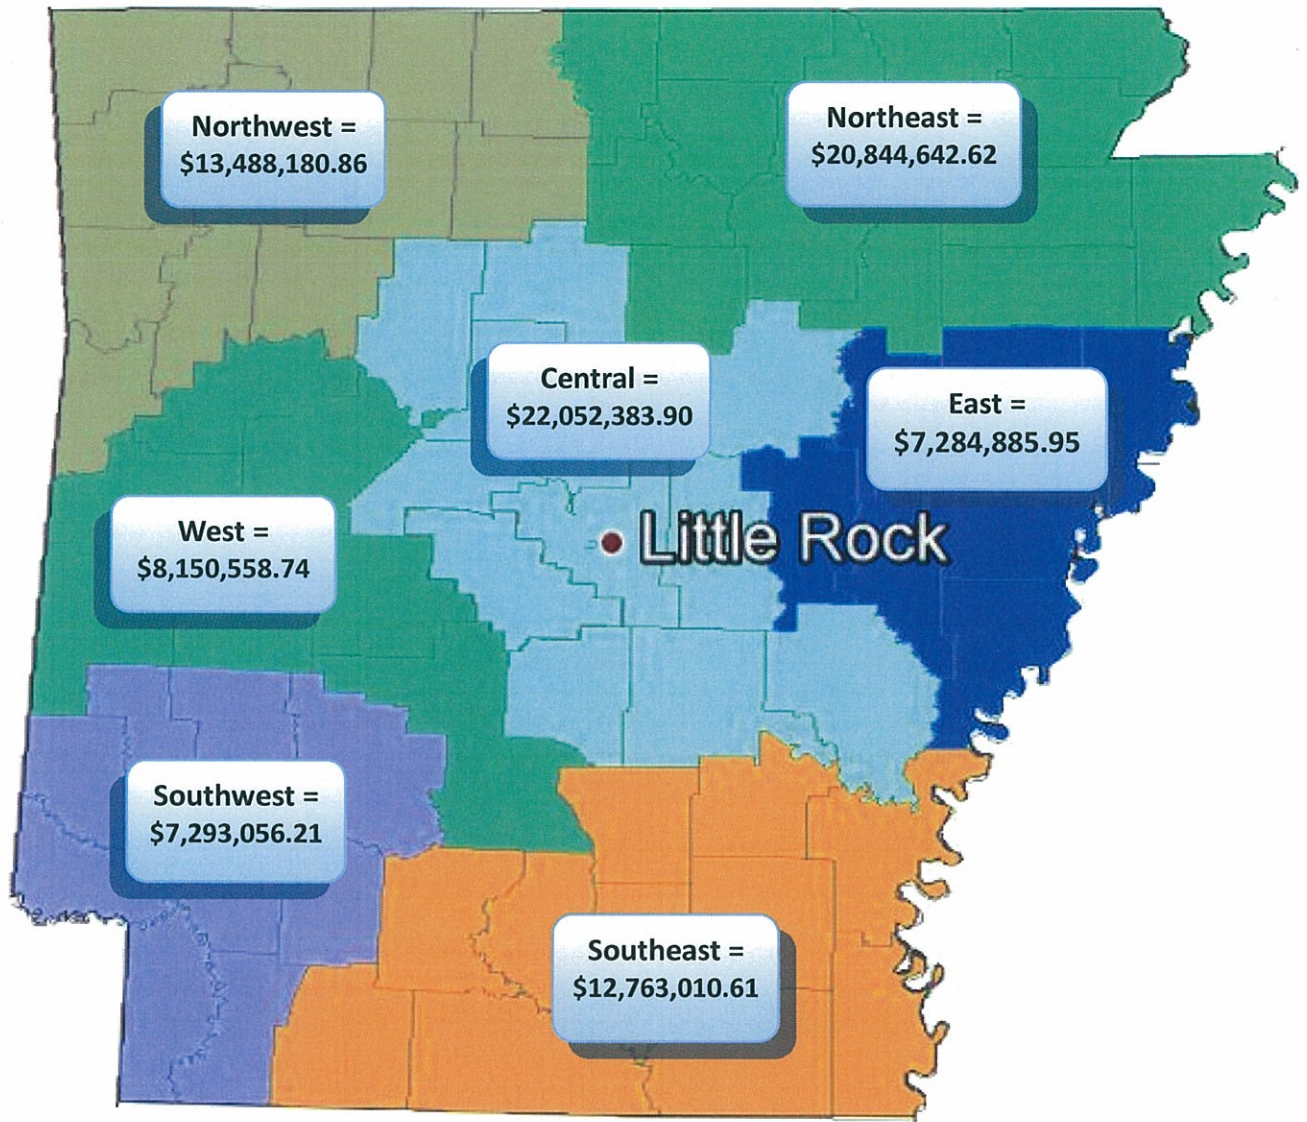 Northwest =
$13,488,180.86
Northeast =
$20,844,642.62
Central =
$22,052,383.90
East =
$7,284,885.95
West =
$8,150,558.74
Little Rock
Southwest =
$7,293,056.21
Southeast =
$12,763,010.61